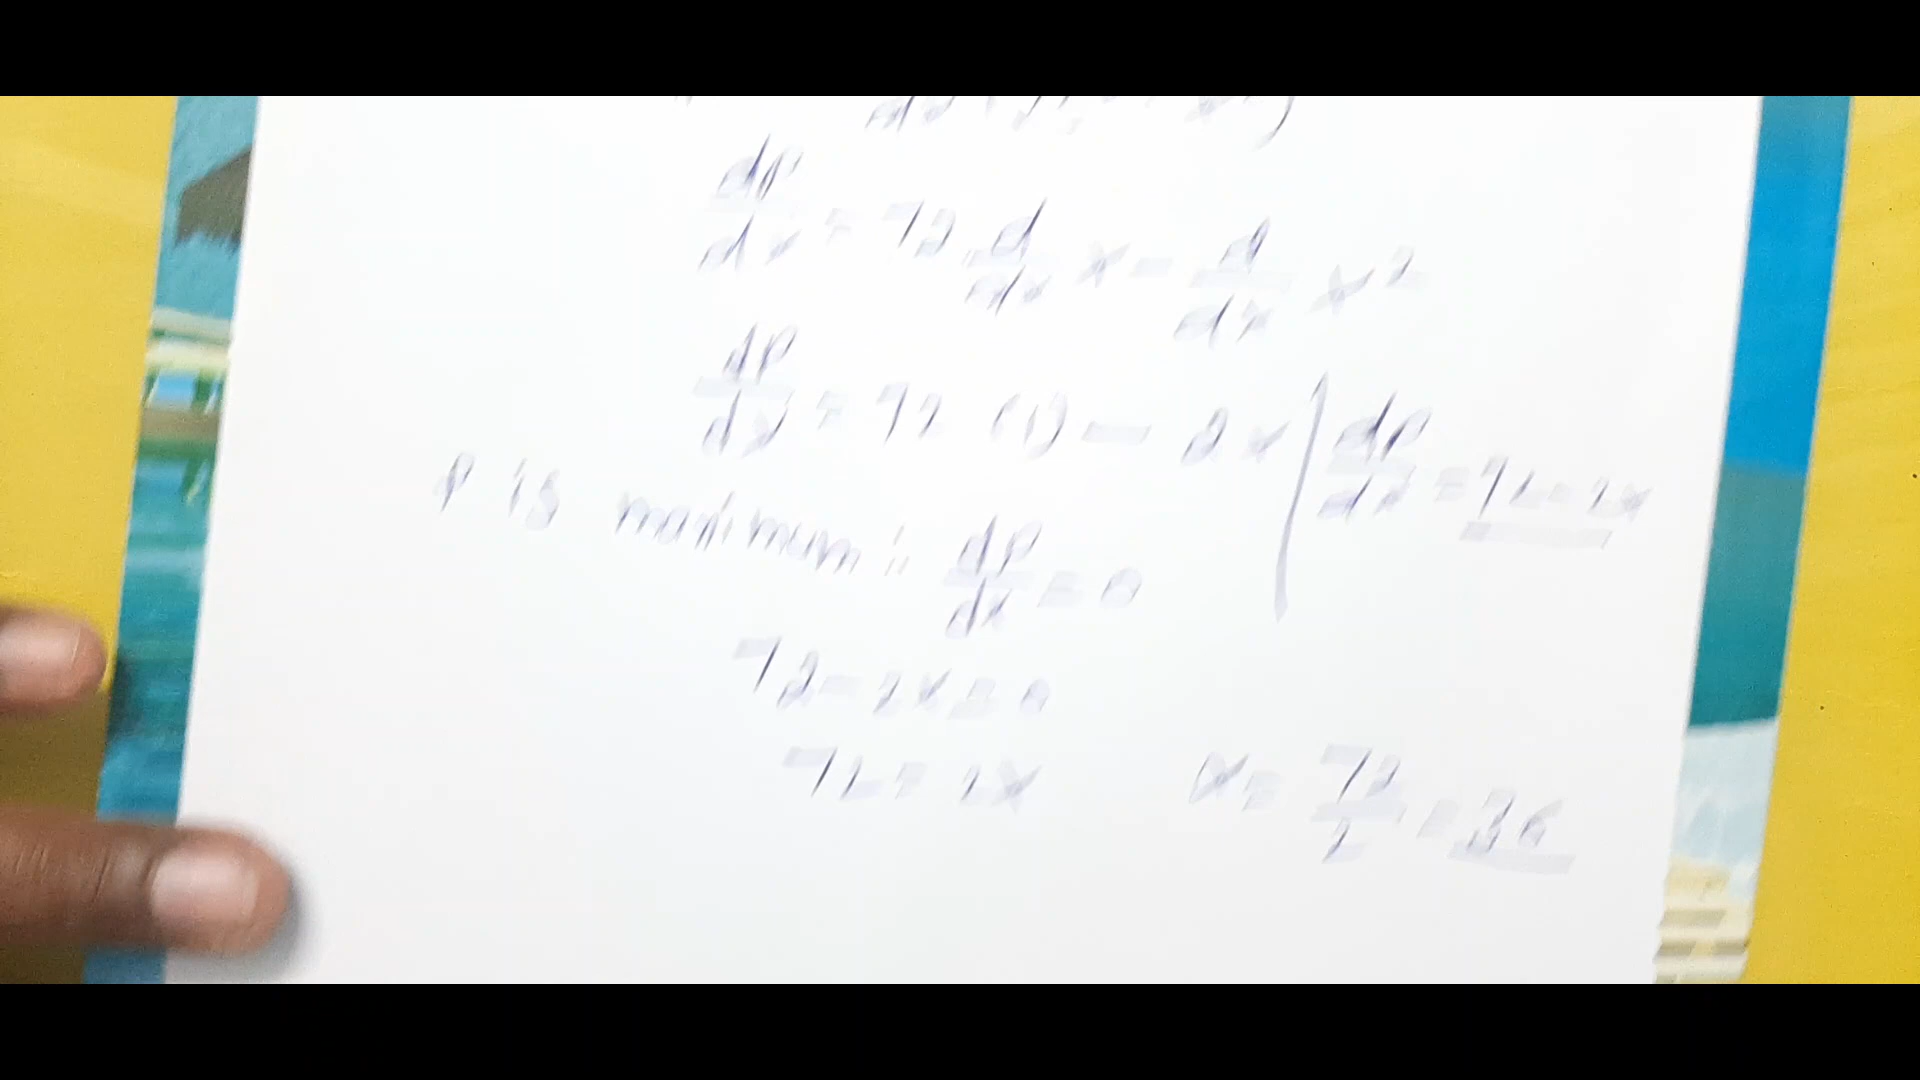 dp/dx = 72 d/dx x - d/dx x²
dp/dx = 72 (1) - 2x | dp/dx = 72 - 2x
P is maximum ∴ dp/dx = 0
72 - 2x = 0
72 = 2x x = 72/2 = 36